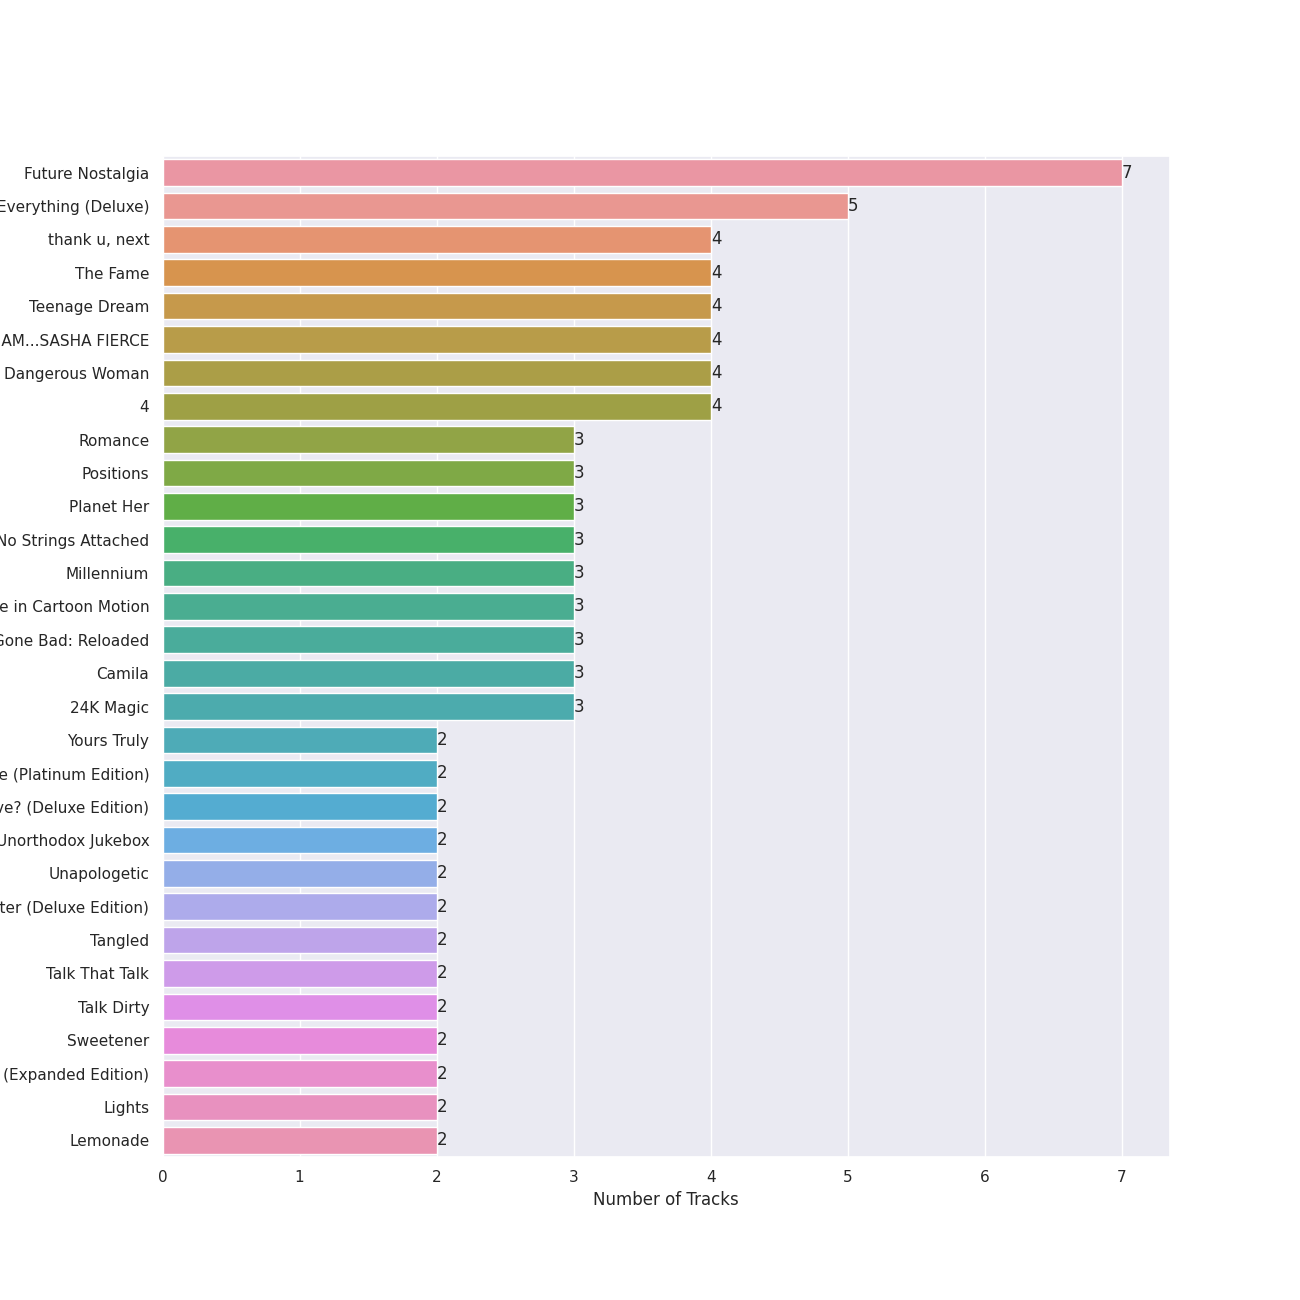 Future Nostalgia 7
Everything (Deluxe) 5
thank u, next 4
The Fame 4
Teenage Dream 4
AM...SASHA FIERCE 4
Dangerous Woman 4
4 4
Romance 3
Positions 3
Planet Her 3
No Strings Attached 3
Millennium 3
e in Cartoon Motion 3
Gone Bad: Reloaded 3
Camila 3
24K Magic 3
Yours Truly 2
e (Platinum Edition) 2
ve? (Deluxe Edition) 2
Unorthodox Jukebox 2
Unapologetic 2
ter (Deluxe Edition) 2
Tangled 2
Talk That Talk 2
Talk Dirty 2
Sweetener 2
(Expanded Edition) 2
Lights 2
Lemonade 2
0 1 2 3 4 5 6 7
Number of Tracks